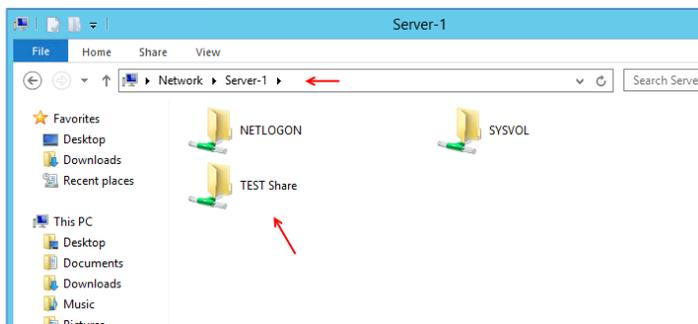 Server-1
File Home Share View
Network Server-1
Search Serve
NETLOGON SYSVOL
TEST Share
Favorites
Desktop
Downloads
Recent places
This PC
Desktop
Documents
Downloads
Music
Pictures